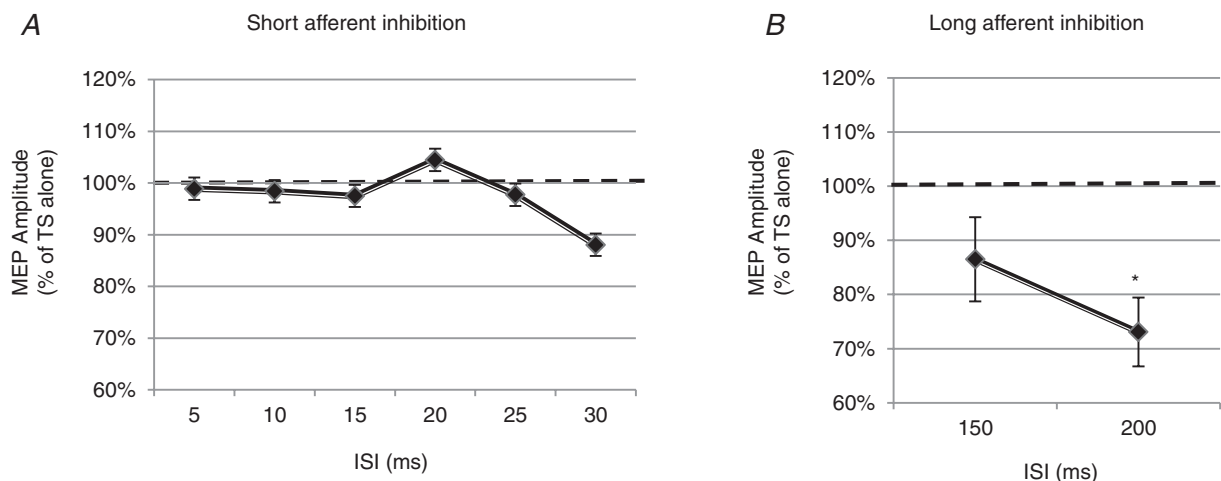 A
Short afferent inhibition
MEP Amplitude
(% of TS alone)
120%
110%
100%
90%
80%
70%
60%
5 10 15 20 25 30
ISI (ms)
B
Long afferent inhibition
MEP Amplitude
(% of TS alone)
120%
110%
100%
90%
80%
70%
60%
*
150 200
ISI (ms)